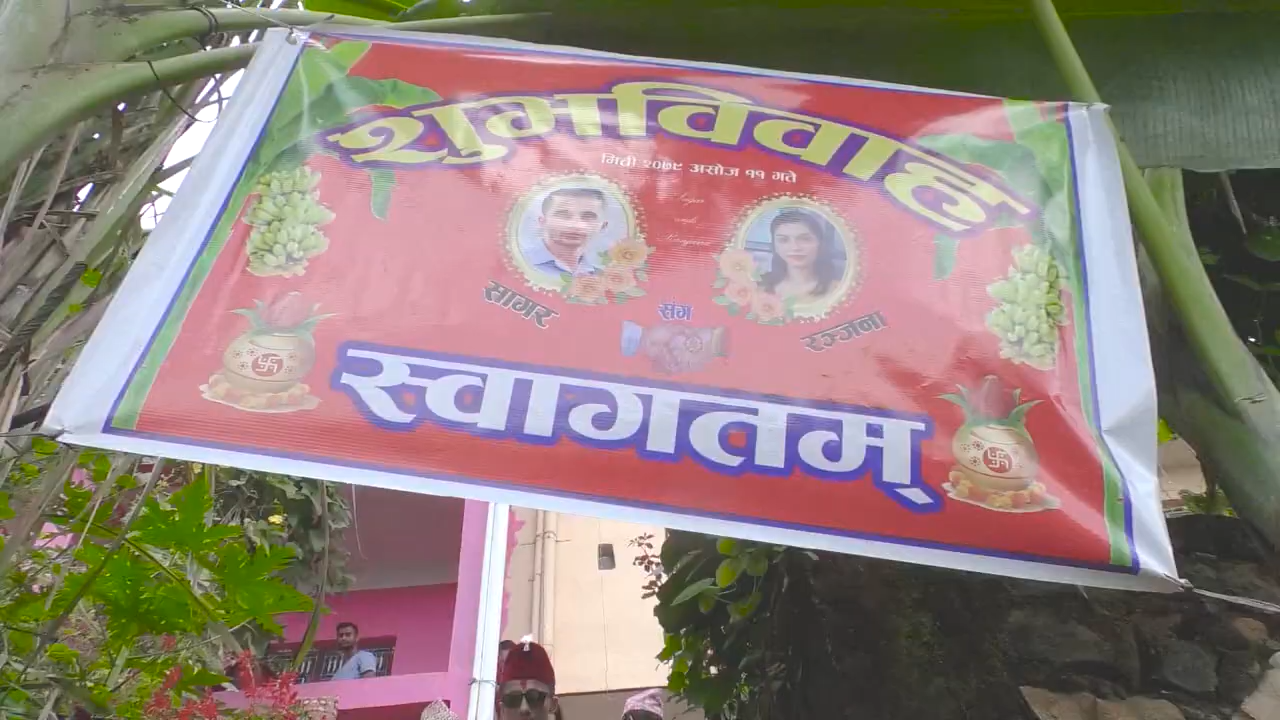 शुभविवाह
मिती २०७९ असोज ११ गते
सागर
संग
रञ्जना
स्वागतम्